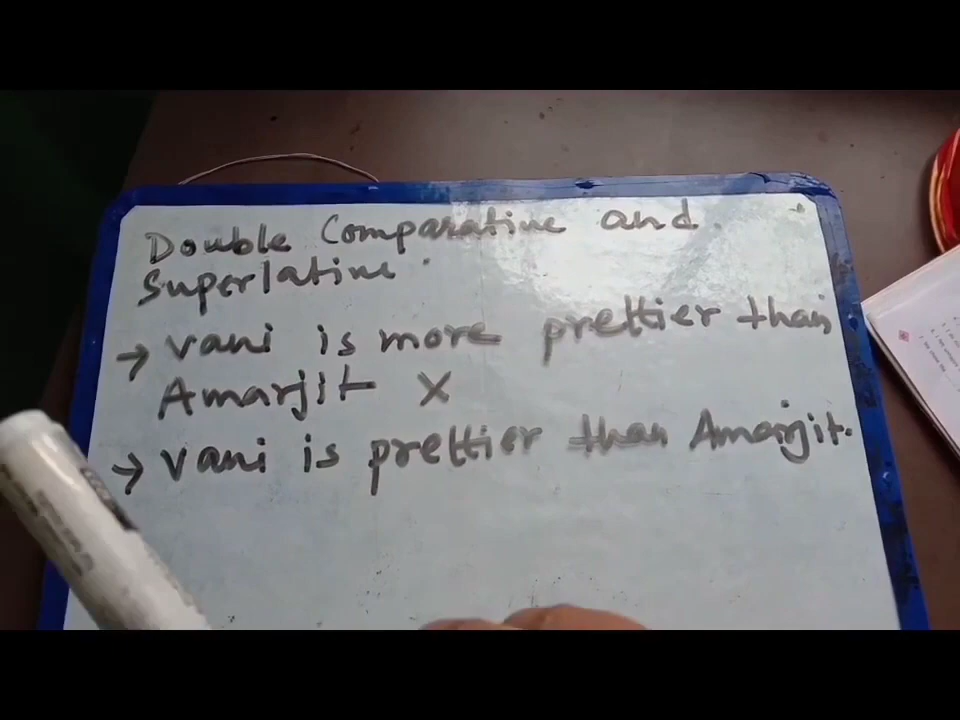 Double Comparative and
Superlative.
→ Vani is more prettier than
Amarjit X
→ Vani is prettier than Amarjit.